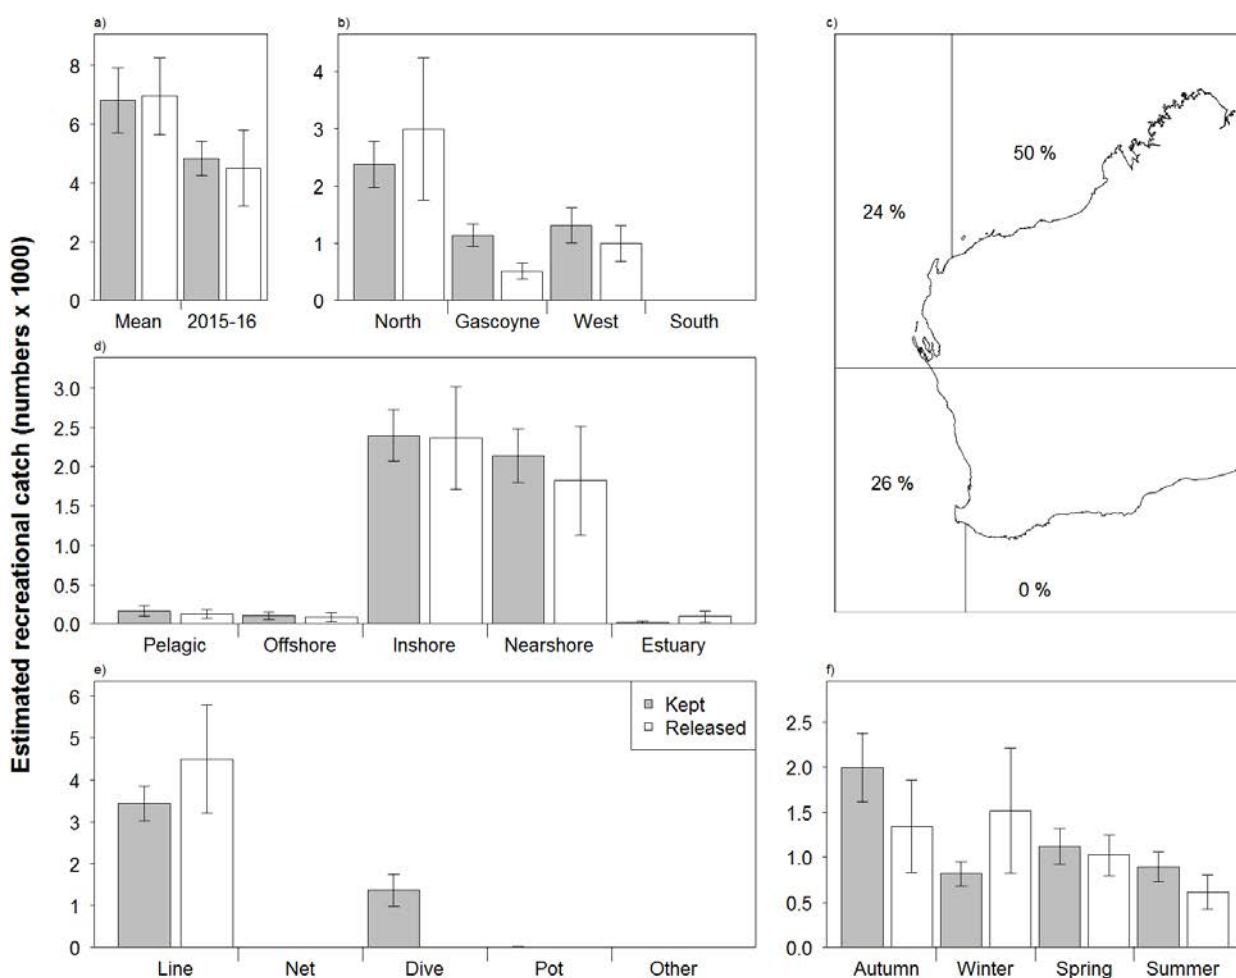 Estimated recreational catch (numbers x 1000)
a)
8
6
4
2
0
Mean 2015-16
b)
4
3
2
1
0
North Gascoyne West South
c)
50 %
24 %
26 %
0 %
d)
3.0
2.5
2.0
1.5
1.0
0.5
0.0
Pelagic Offshore Inshore Nearshore Estuary
e)
6
5
4
3
2
1
0
Kept
Released
Line Net Dive Pot Other
f)
2.5
2.0
1.5
1.0
0.5
0.0
Autumn Winter Spring Summer